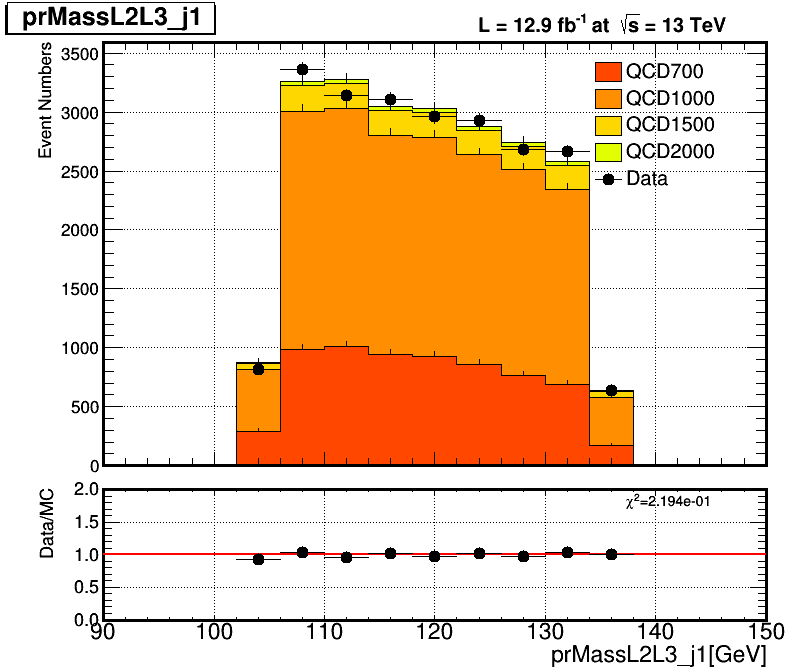 prMassL2L3_j1
L = 12.9 fb⁻¹ at √s = 13 TeV
Event Numbers
3500
3000
2500
2000
1500
1000
500
0
QCD700
QCD1000
QCD1500
QCD2000
Data
Data/MC
2.0
1.5
1.0
0.5
0.0
χ²=2.194e-01
90 100 110 120 130 140 150
prMassL2L3_j1[GeV]